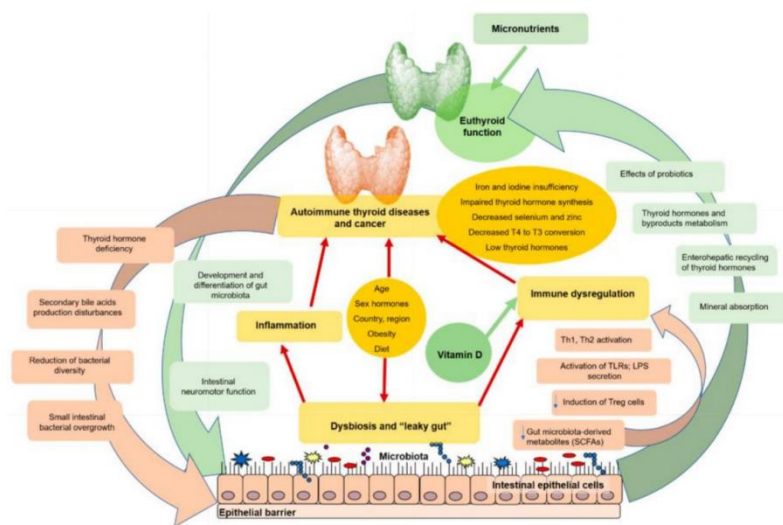 Micronutrients
Euthyroid
function
Effects of probiotics
Iron and iodine insufficiency
Impaired thyroid hormone synthesis
Decreased selenium and zinc
Decreased T4 to T3 conversion
Low thyroid hormones
Autoimmune thyroid diseases
and cancer
Thyroid hormones and
byproducts metabolism
Thyroid hormone
deficiency
Enterohepatic recycling
of thyroid hormones
Development and
differentiation of gut
microbiota
Age
Sex hormones
Country, region
Obesity
Diet
Immune dysregulation
Mineral absorption
Secondary bile acids
production disturbances
Inflammation
Vitamin D
Th1, Th2 activation
Reduction of bacterial
diversity
Activation of TLRs; LPS
secretion
Intestinal
neuromotor function
Induction of Treg cells
Small intestinal
bacterial overgrowth
Dysbiosis and “leaky gut”
Gut microbiota-derived
metabolites (SCFAs)
Microbiota
Intestinal epithelial cells
Epithelial barrier